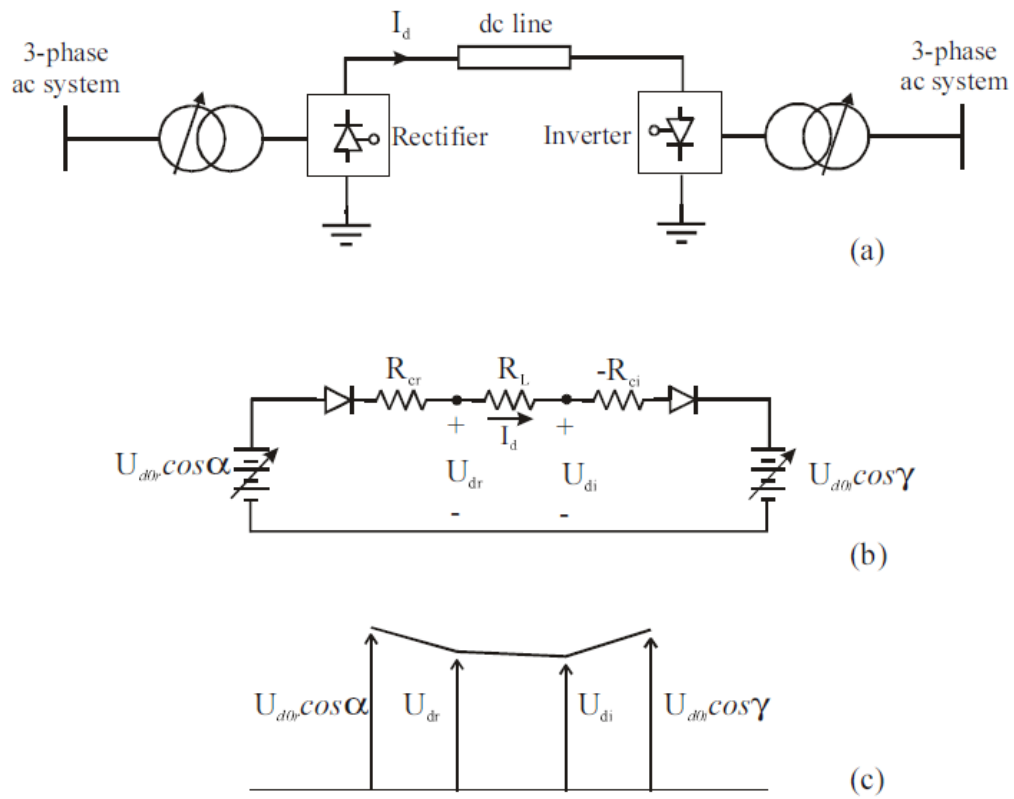 I_d
dc line
3-phase
ac system
3-phase
ac system
Rectifier
Inverter
(a)
R_cr
R_L
-R_ci
+
I_d
+
U_d0r cosα
U_dr
U_di
U_d0i cosγ
-
-
(b)
U_d0r cosα
U_dr
U_di
U_d0i cosγ
(c)